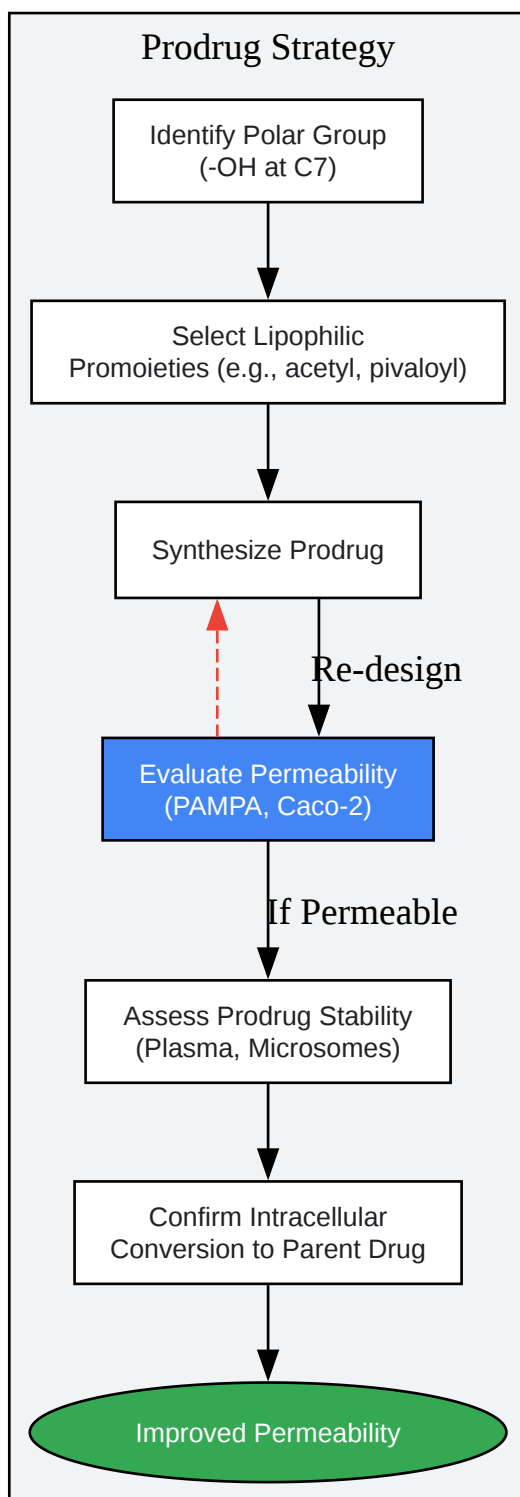 Prodrug Strategy
Identify Polar Group
(-OH at C7)
Select Lipophilic
Promoieties (e.g., acetyl, pivaloyl)
Synthesize Prodrug
Re-design
Evaluate Permeability
(PAMPA, Caco-2)
If Permeable
Assess Prodrug Stability
(Plasma, Microsomes)
Confirm Intracellular
Conversion to Parent Drug
Improved Permeability